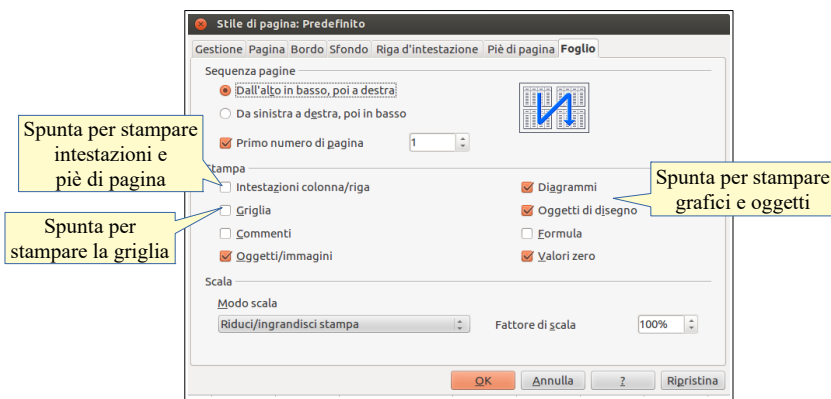 Stile di pagina: Predefinito
Gestione Pagina Bordo Sfondo Riga d'intestazione Piè di pagina Foglio
Sequenza pagine
Dall'alto in basso, poi a destra
Da sinistra a destra, poi in basso
Primo numero di pagina 1
Spunta per stampare
intestazioni e
piè di pagina
Stampa
Intestazioni colonna/riga
Diagrammi
Griglia
Oggetti di disegno
Commenti
Formula
Oggetti/immagini
Valori zero
Spunta per stampare
grafici e oggetti
Spunta per
stampare la griglia
Scala
Modo scala
Riduci/ingrandisci stampa
Fattore di scala 100%
OK Annulla ? Ripristina